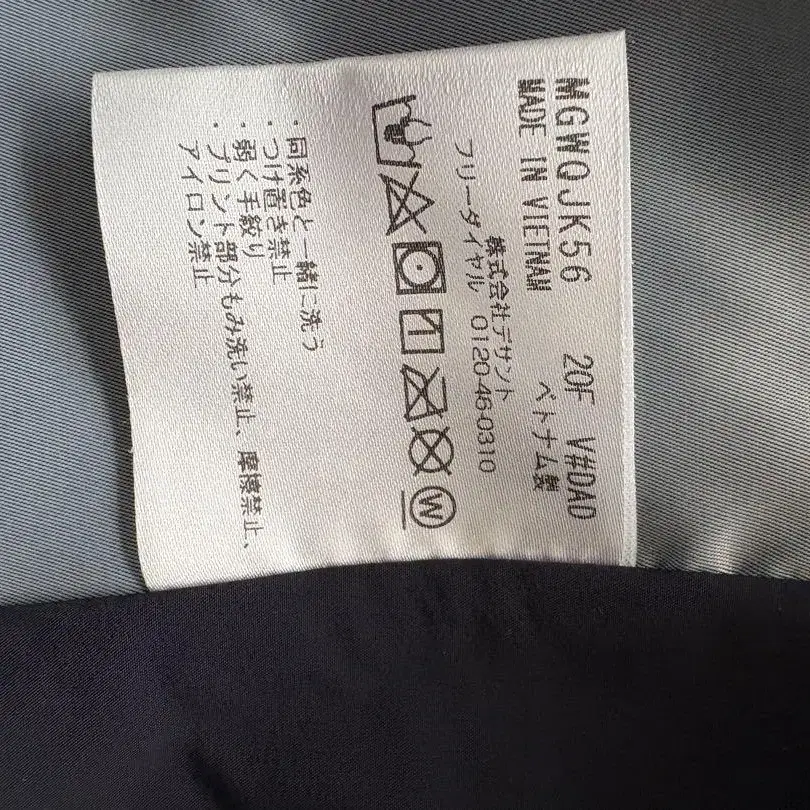 MGWQJK56 20F V#DAD
MADE IN VIETNAM ベトナム製
株式会社デサント
フリーダイヤル 0120-46-0310
W
・同系色と一緒に洗う
・つけ置き禁止
・弱く手絞り
・プリント部分もみ洗い禁止、摩擦禁止、
アイロン禁止